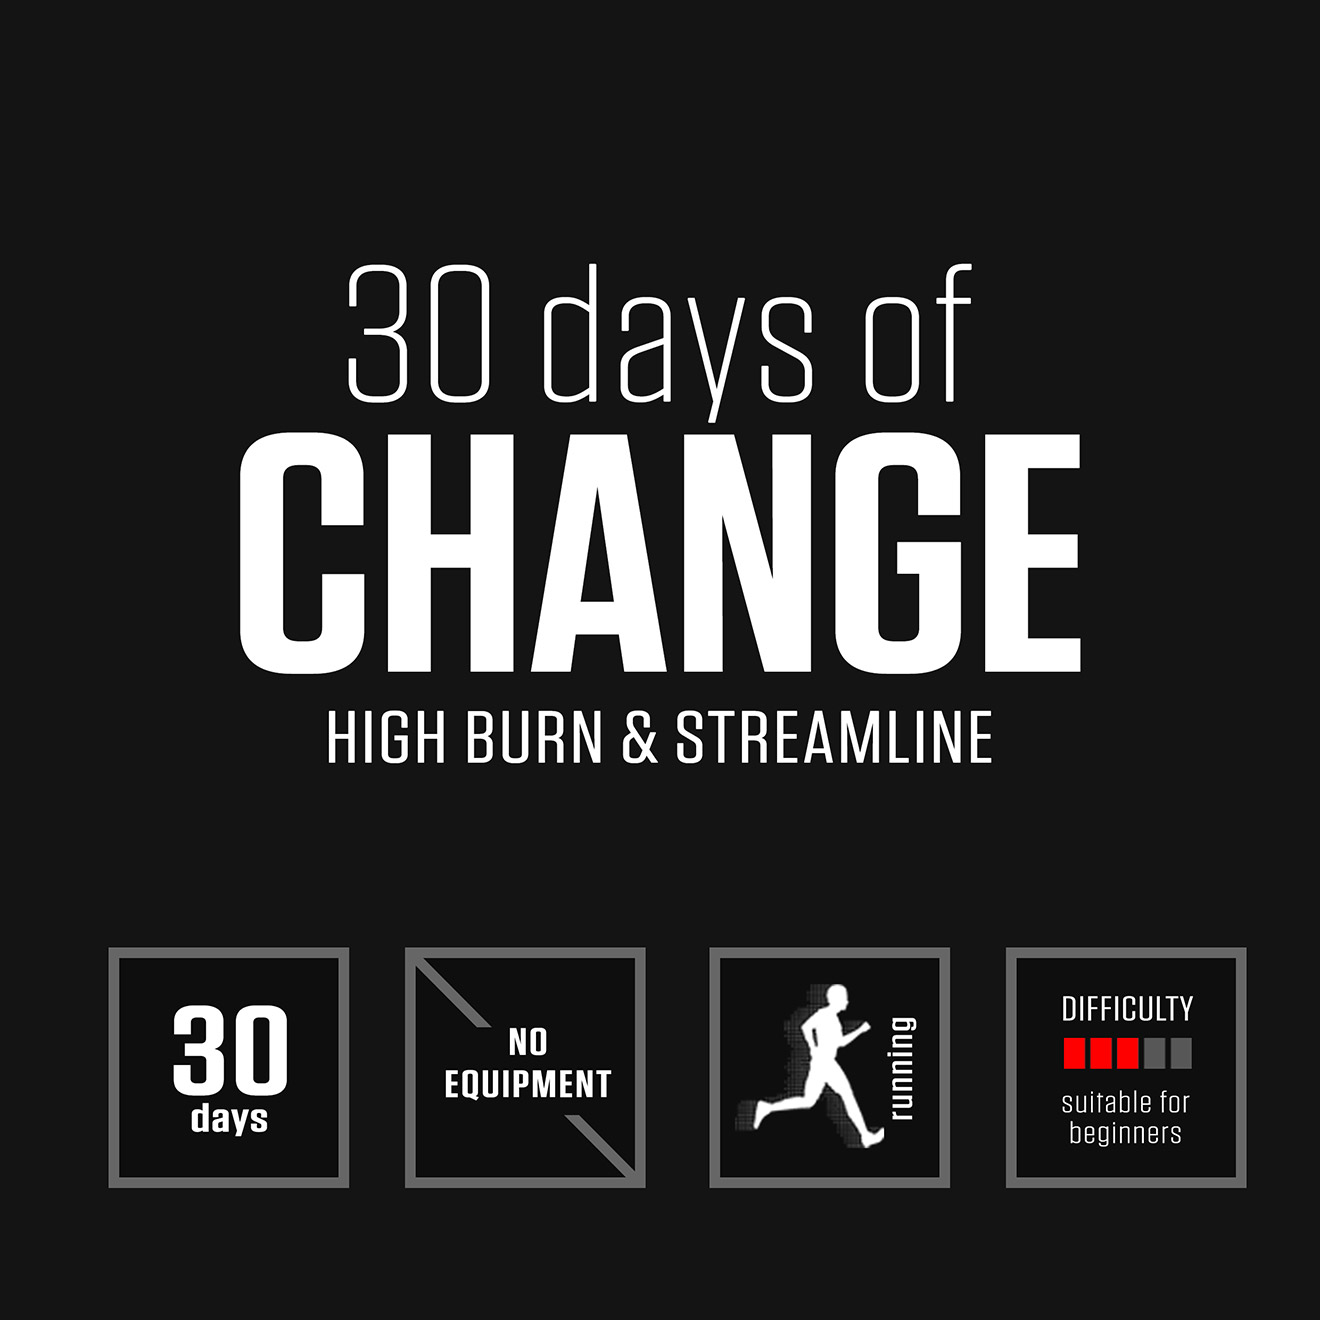 30 days of
CHANGE
HIGH BURN & STREAMLINE
30
days
NO
EQUIPMENT
running
DIFFICULTY
suitable for
beginners